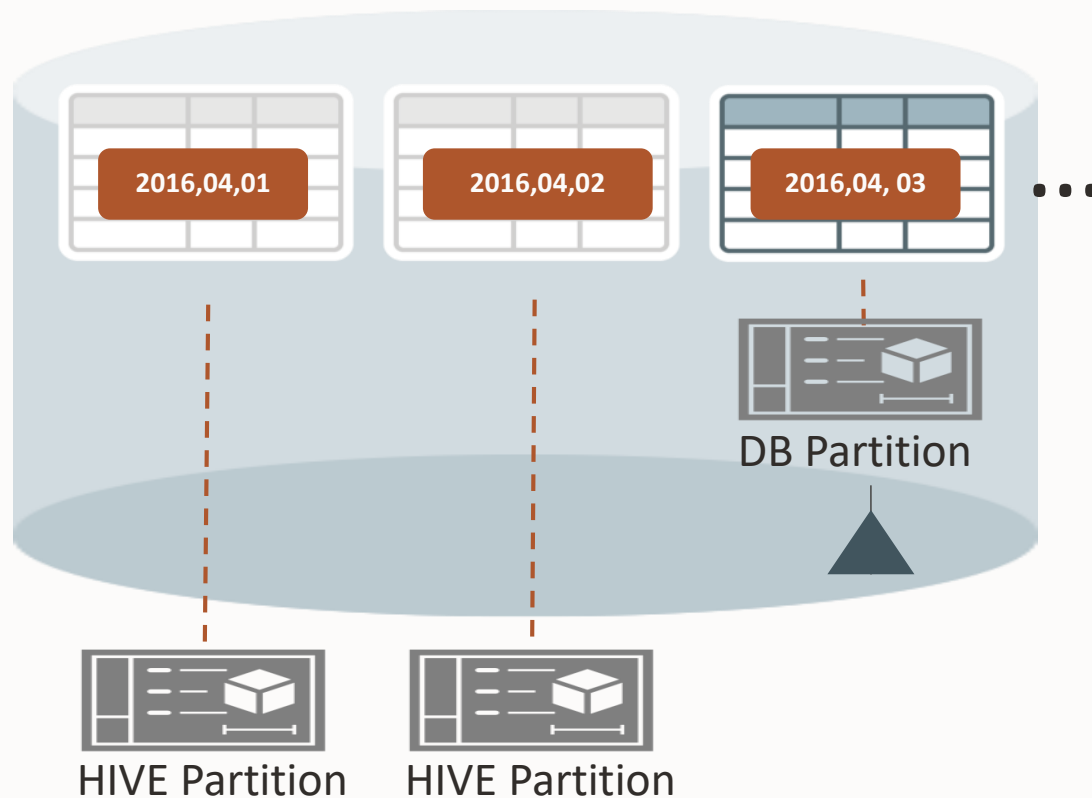 2016,04,01
2016,04,02
2016,04, 03
....
DB Partition
HIVE Partition
HIVE Partition